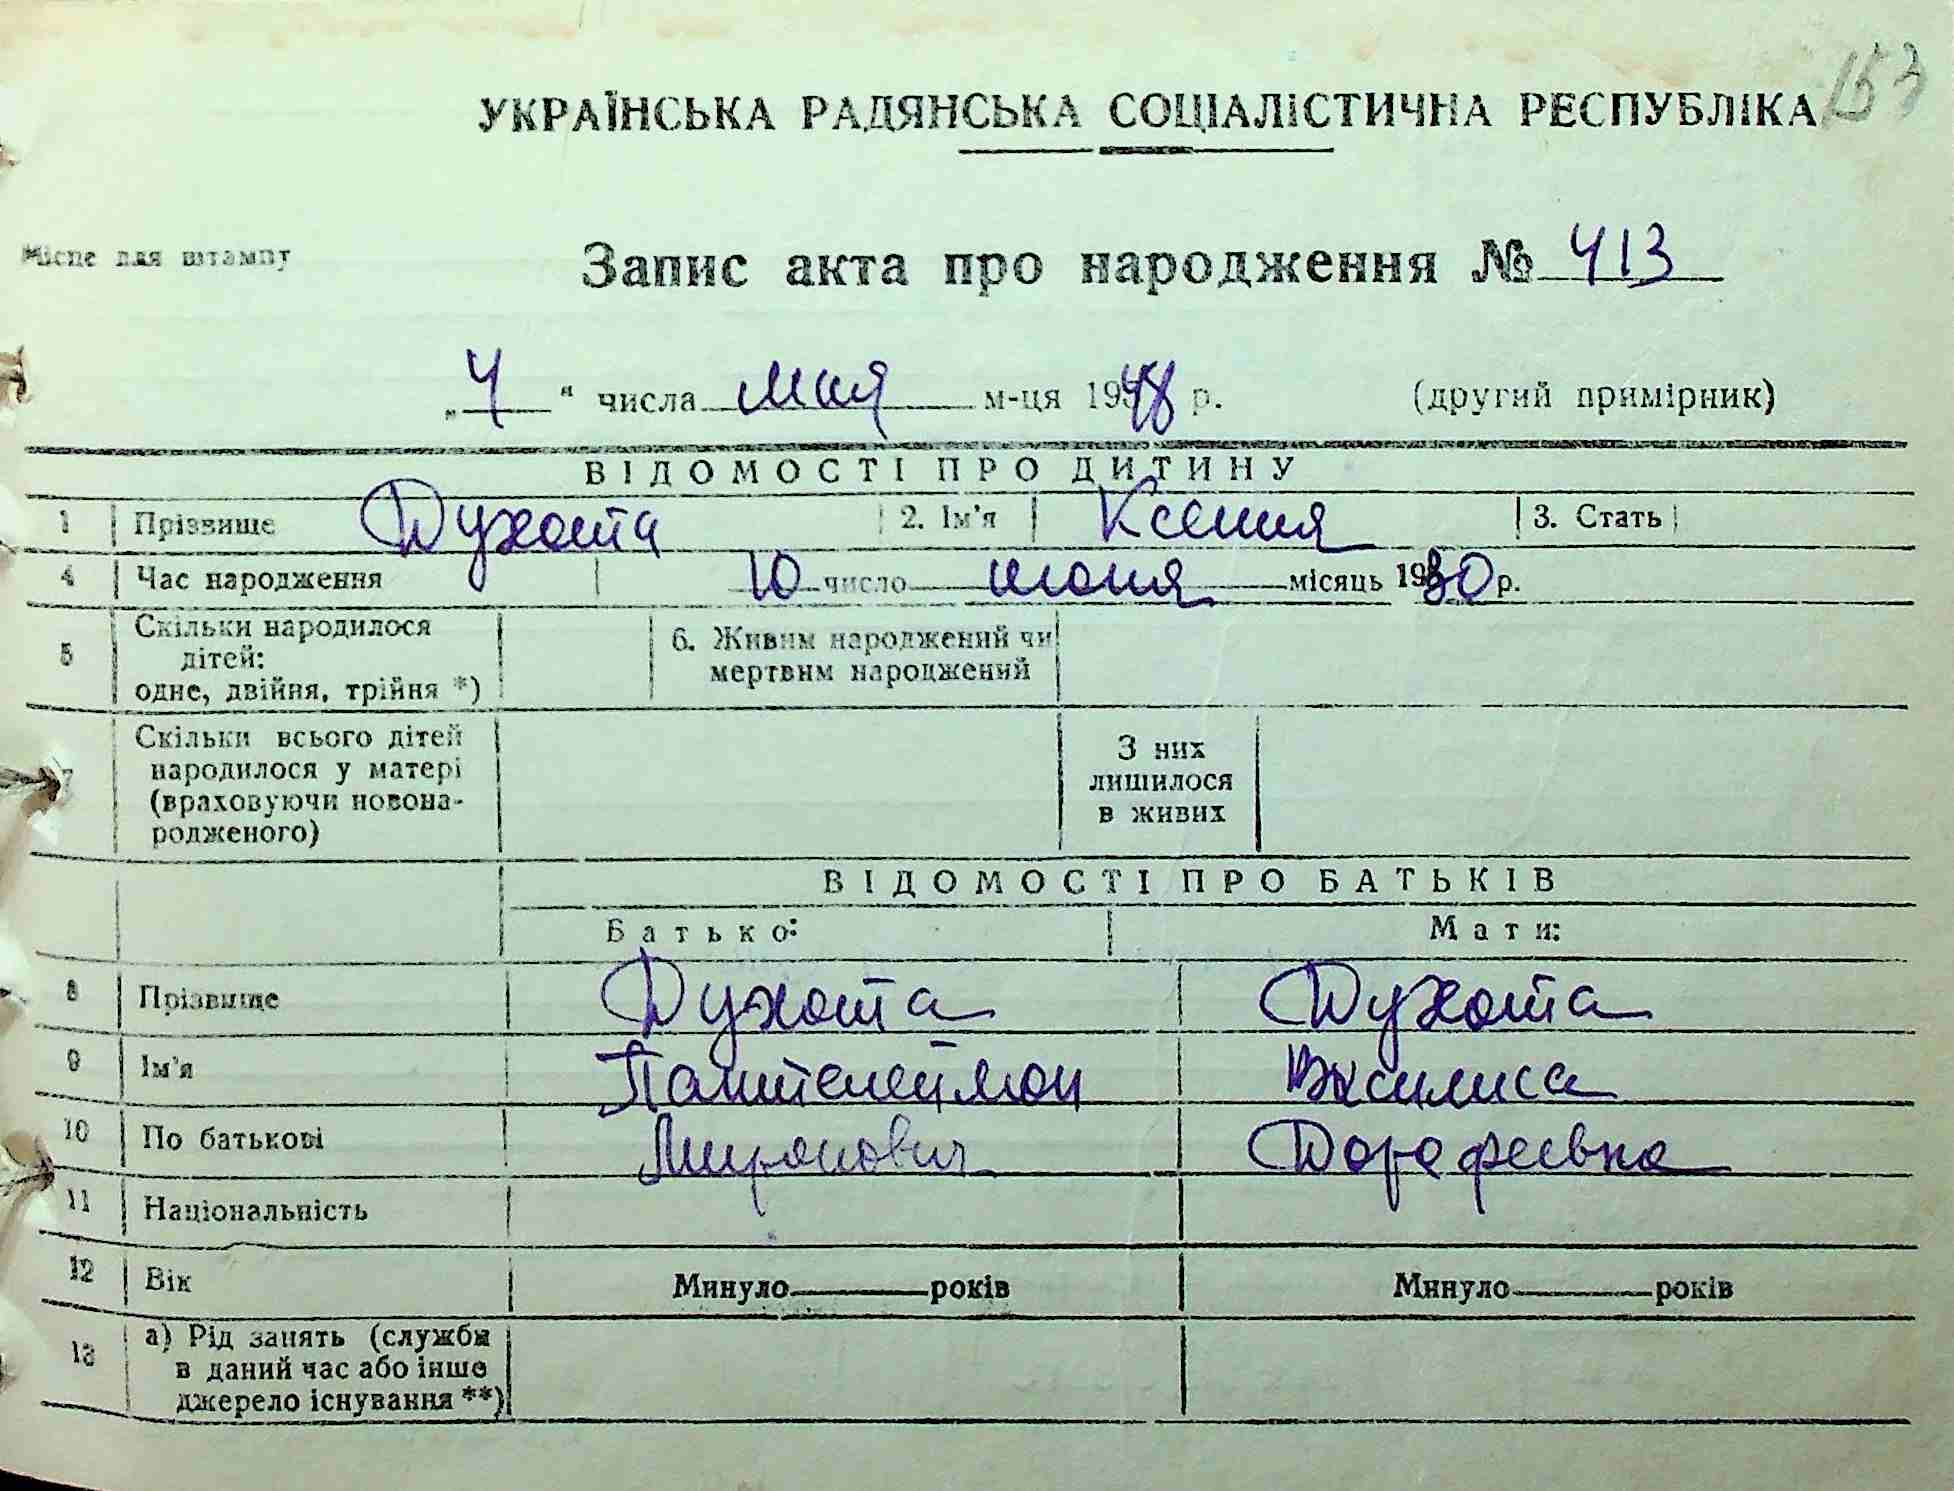 153
УКРАЇНСЬКА РАДЯНСЬКА СОЦІАЛІСТИЧНА РЕСПУБЛІКА
Місце для штампу
Запис акта про народження № 413
„4“ числа мая м-ця 1948 р. (другий примірник)
ВІДОМОСТІ ПРО ДИТИНУ
1 Прізвище Духота 2. Ім'я Ксения 3. Стать
4 Час народження 10 число июня місяць 1930 р.
5 Скільки народилося дітей: одне, двійня, трійня *) 6. Живим народжений чи мертвим народжений
7 Скільки всього дітей народилося у матері (враховуючи новонародженого) З них лишилося в живих
ВІДОМОСТІ ПРО БАТЬКІВ
Батько: Мати:
8 Прізвище Духота Духота
9 Ім'я Пантелеймон Василиса
10 По батькові Миронович Дорофеевна
11 Національність
12 Вік Минуло років Минуло років
13 а) Рід занять (служби в даний час або інше джерело існування **)